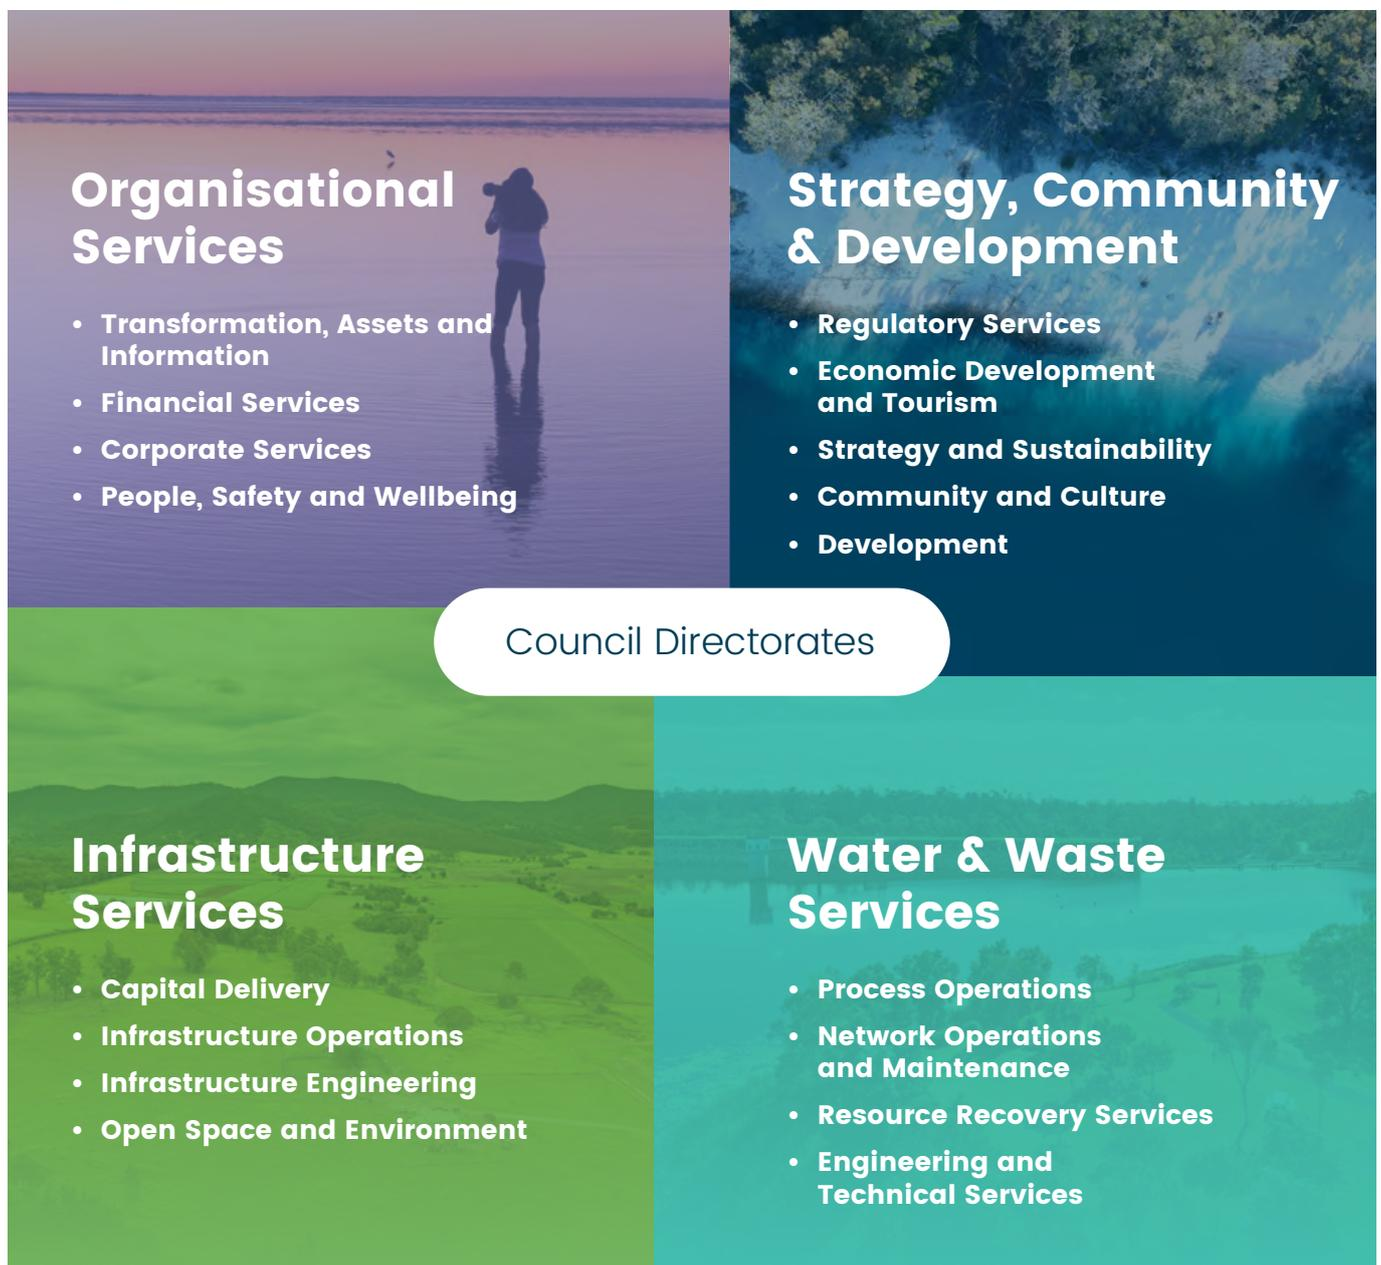 Organisational
Services
• Transformation, Assets and
Information
• Financial Services
• Corporate Services
• People, Safety and Wellbeing
Strategy, Community
& Development
• Regulatory Services
• Economic Development
and Tourism
• Strategy and Sustainability
• Community and Culture
• Development
Council Directorates
Infrastructure
Services
• Capital Delivery
• Infrastructure Operations
• Infrastructure Engineering
• Open Space and Environment
Water & Waste
Services
• Process Operations
• Network Operations
and Maintenance
• Resource Recovery Services
• Engineering and
Technical Services